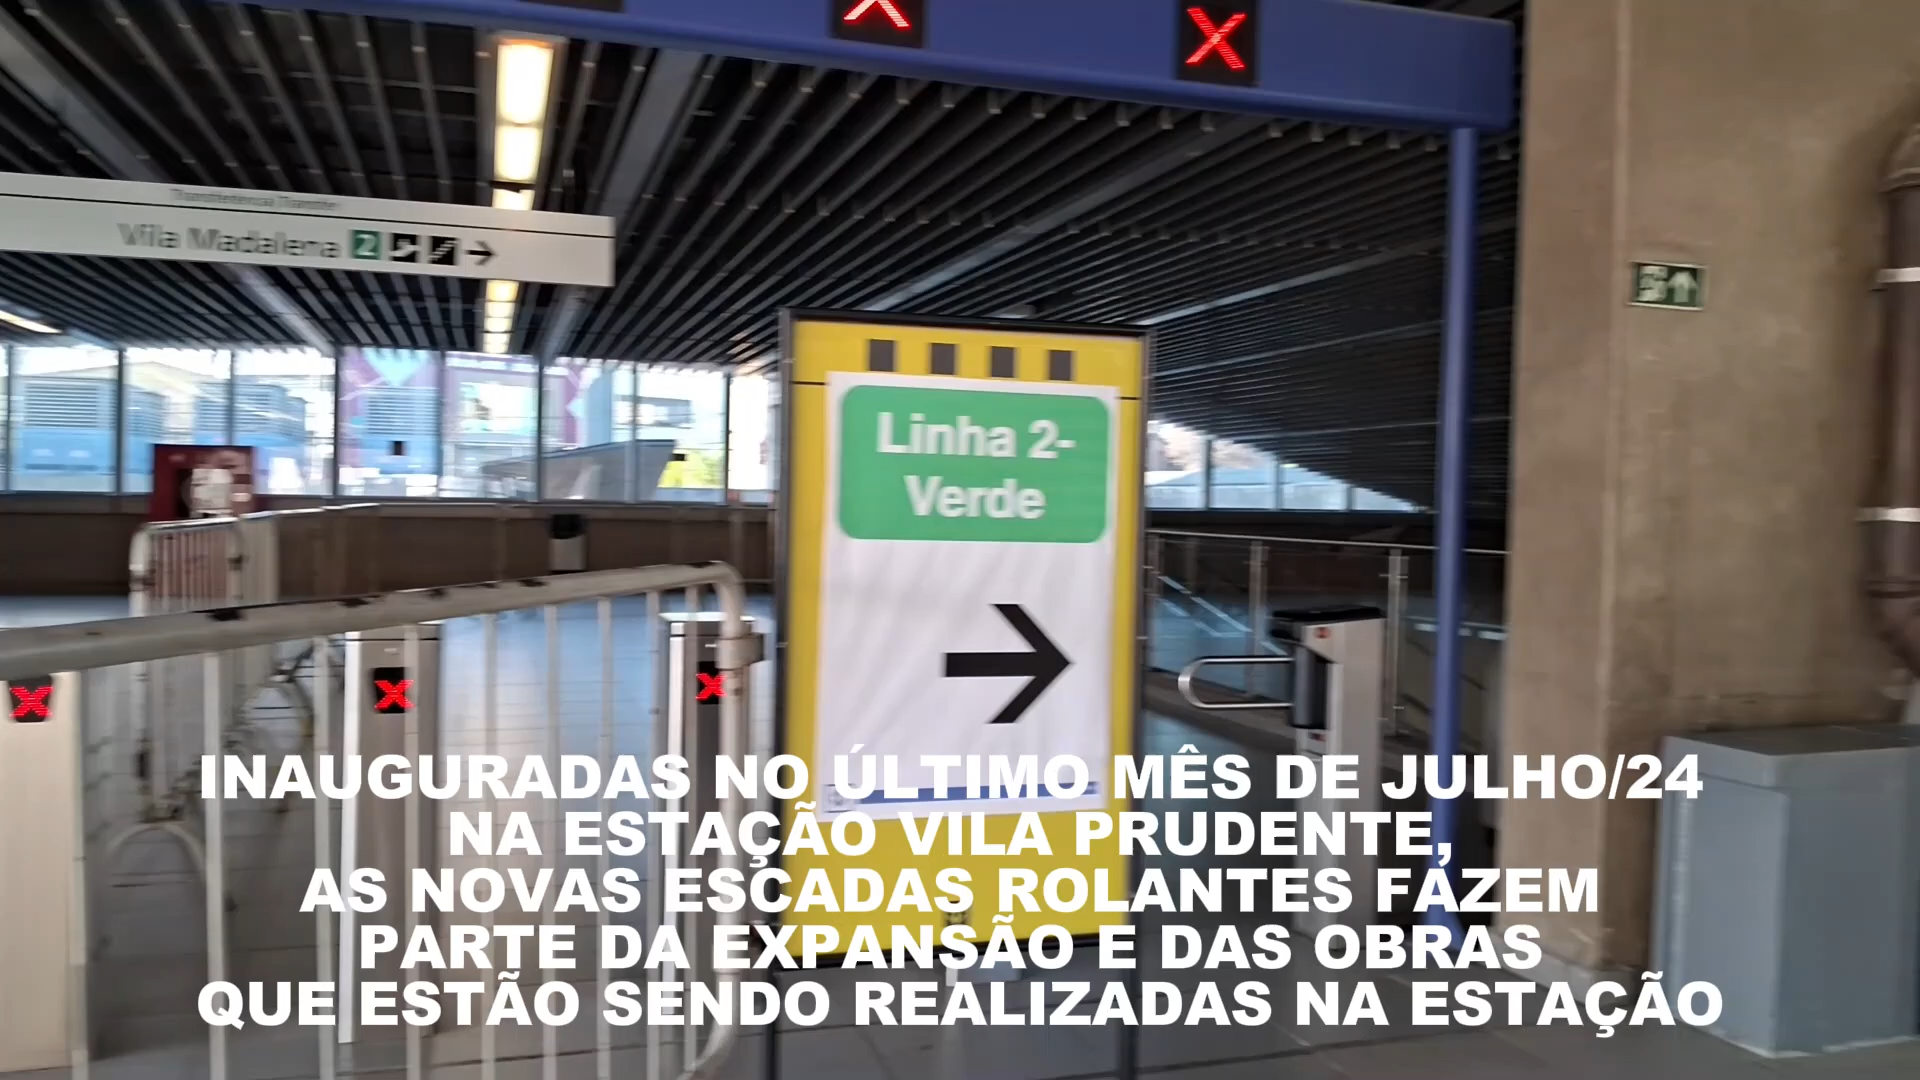 Vila Madalena 2
Linha 2-
Verde
INAUGURADAS NO ÚLTIMO MÊS DE JULHO/24
NA ESTAÇÃO VILA PRUDENTE,
AS NOVAS ESCADAS ROLANTES FAZEM
PARTE DA EXPANSÃO E DAS OBRAS
QUE ESTÃO SENDO REALIZADAS NA ESTAÇÃO